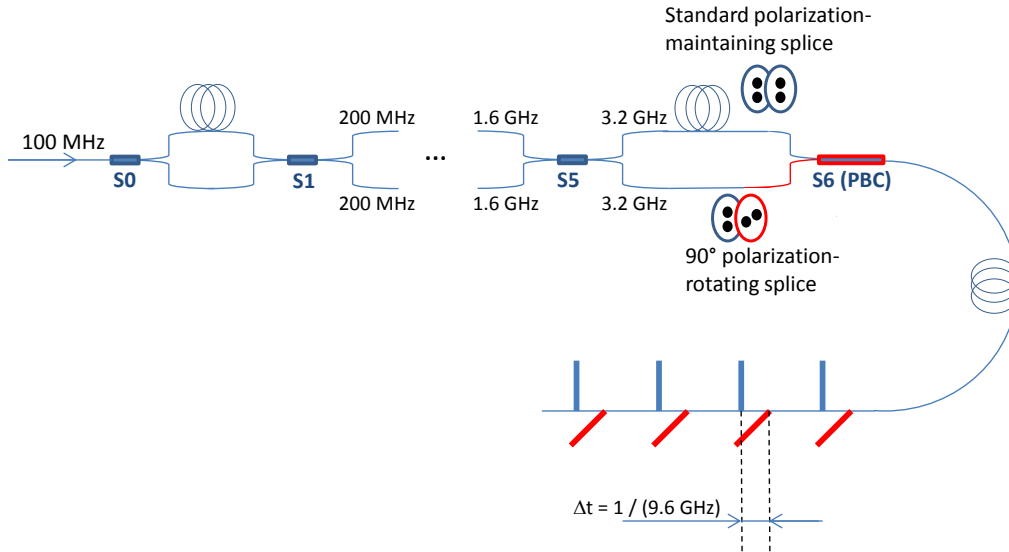 Standard polarization-
maintaining splice
100 MHz
200 MHz
...
1.6 GHz
3.2 GHz
S0
S1
S5
S6 (PBC)
200 MHz
1.6 GHz
3.2 GHz
90° polarization-
rotating splice
Δt = 1 / (9.6 GHz)